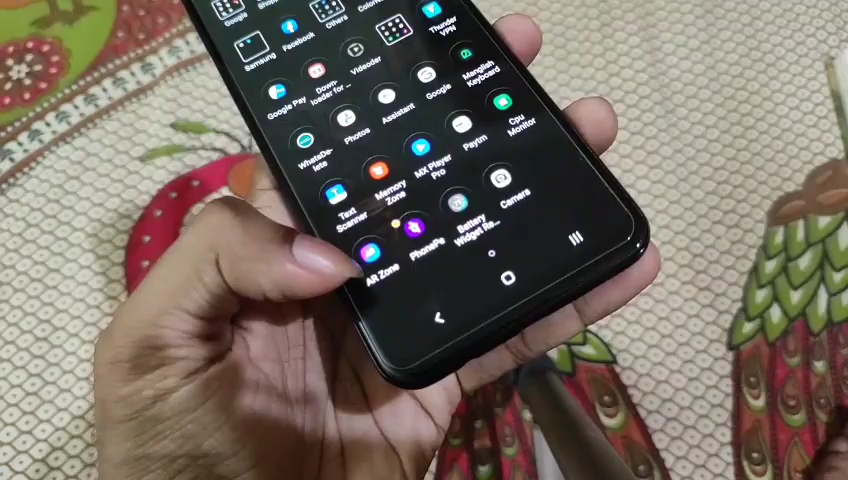 Google
Shop
Others
Samsung
Facebook
Thunder
VPN
Google Pay
Down-
loader for ...
Videoder
WhatsDe-
lete
Photos
Assistant
Google
Manglish
Keyboard
Text
Scanner
Memory
Zone
MX Player
Pro
Paytm
Cpu
Monitor
AR Zone
PhonePe
Battery
Widget Re...
Camera